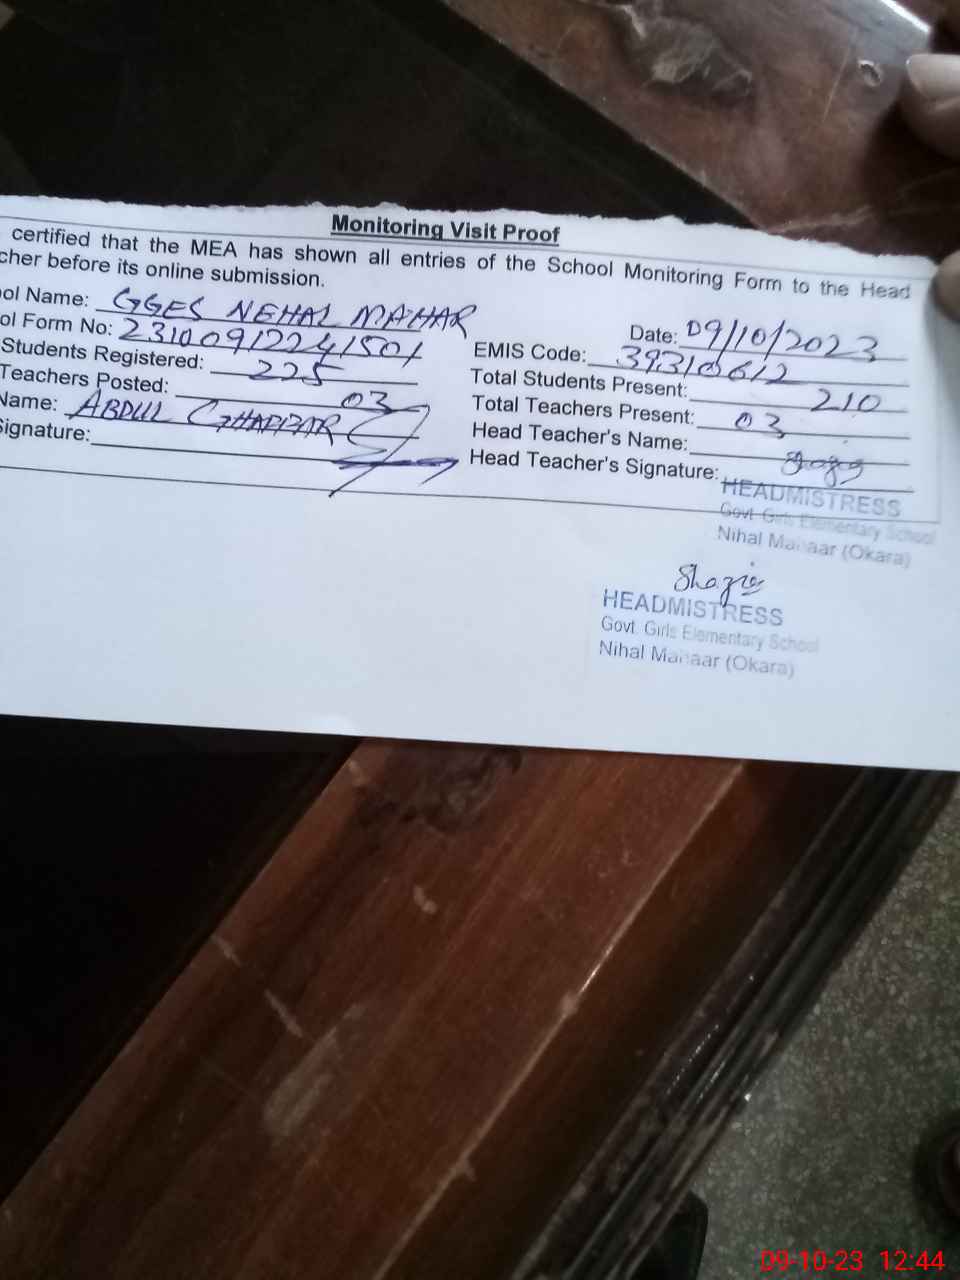 Monitoring Visit Proof
certified that the MEA has shown all entries of the School Monitoring Form to the Head
cher before its online submission.
ool Name: GGES NEHAL MAHAR
Date: 09/10/2023
ol Form No: 23100912241501
EMIS Code: 39310612
Students Registered: 225
Total Students Present: 210
Teachers Posted: 03
Total Teachers Present: 03
Name: ABDUL GHAFFAR
Head Teacher's Name:
Signature:
Head Teacher's Signature:
HEADMISTRESS
Govt. Girls Elementary School
Nihal Mahaar (Okara)
Shazia
HEADMISTRESS
Govt. Girls Elementary School
Nihal Mahaar (Okara)
09-10-23 12:44